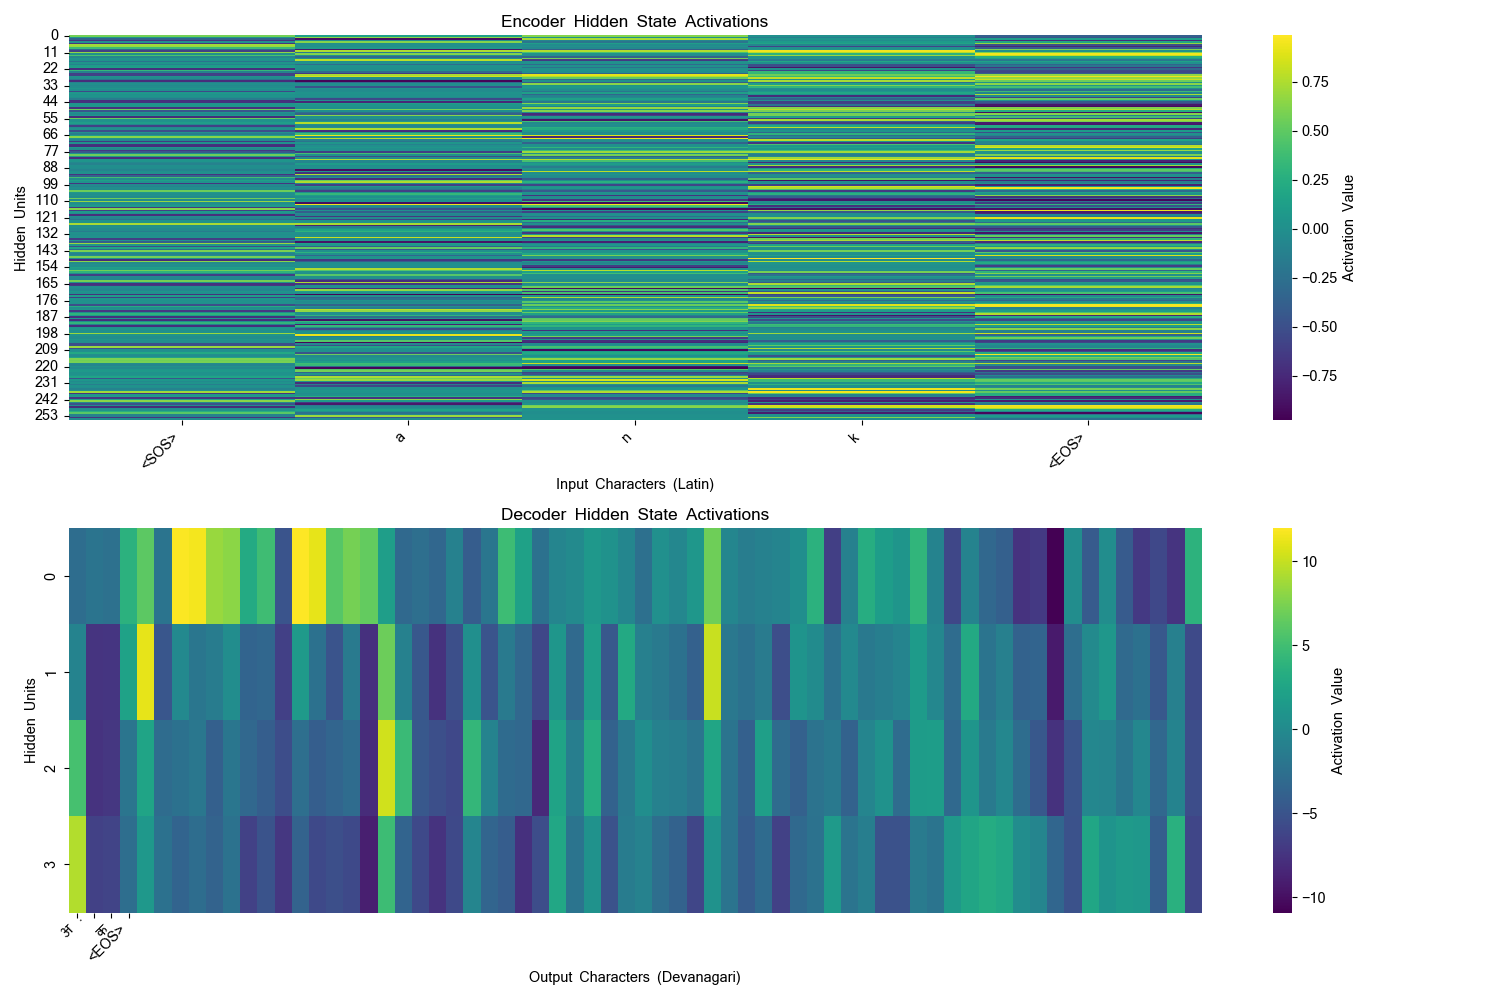 Encoder Hidden State Activations
Hidden Units
0
11
22
33
44
55
66
77
88
99
110
121
132
143
154
165
176
187
198
209
220
231
242
253
<SOS>
a
n
k
<EOS>
Input Characters (Latin)
0.75
0.50
0.25
0.00
−0.25
−0.50
−0.75
Activation Value
Decoder Hidden State Activations
Hidden Units
0
1
2
3
<EOS>
Output Characters (Devanagari)
10
5
0
−5
−10
Activation Value